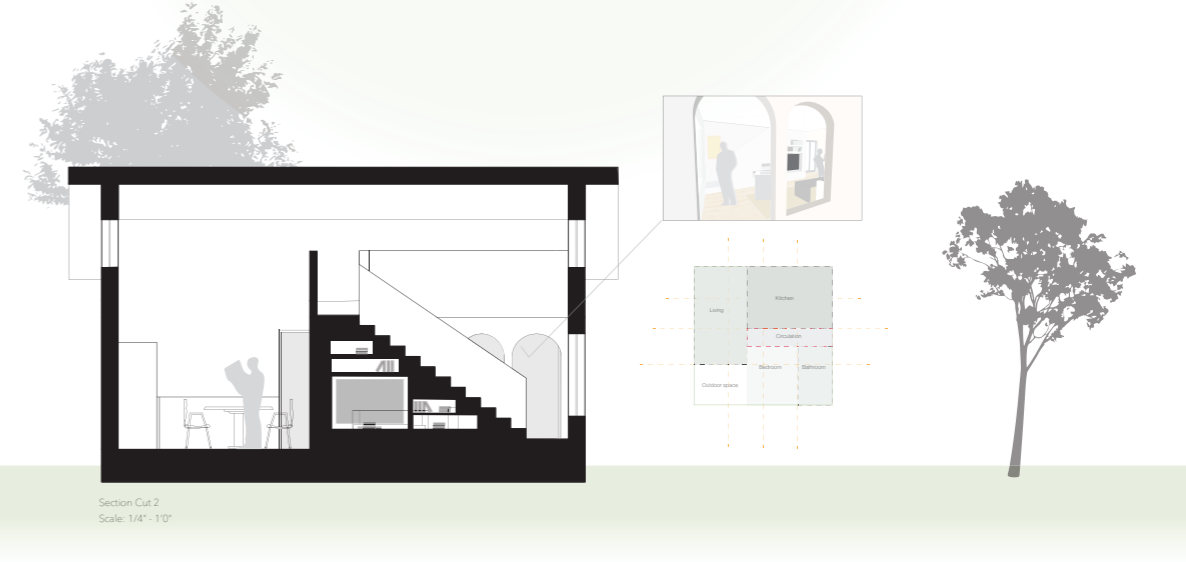 Kitchen
Living
Circulation
Bedroom
Bathroom
Outdoor space
Section Cut 2
Scale: 1/4" - 1'0"